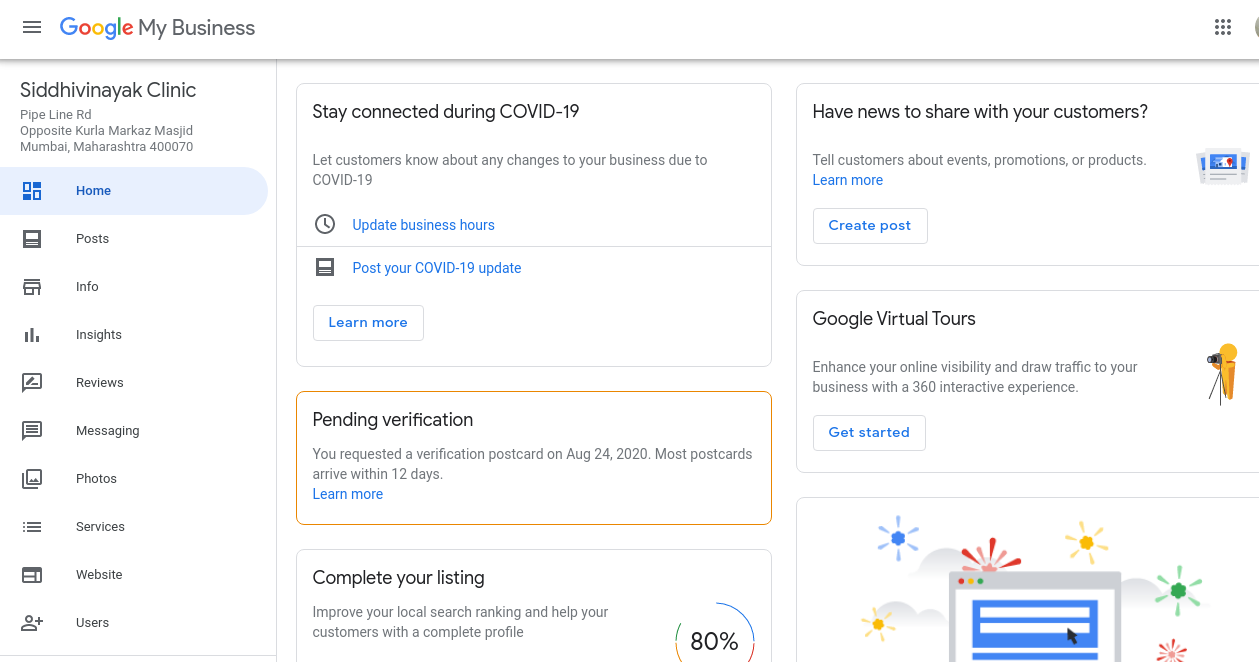 Google My Business
Siddhivinayak Clinic
Pipe Line Rd
Opposite Kurla Markaz Masjid
Mumbai, Maharashtra 400070
Home
Posts
Info
Insights
Reviews
Messaging
Photos
Services
Website
Users
Stay connected during COVID-19
Let customers know about any changes to your business due to
COVID-19
Update business hours
Post your COVID-19 update
Learn more
Pending verification
You requested a verification postcard on Aug 24, 2020. Most postcards
arrive within 12 days.
Learn more
Complete your listing
Improve your local search ranking and help your
customers with a complete profile
80%
Have news to share with your customers?
Tell customers about events, promotions, or products.
Learn more
Create post
Google Virtual Tours
Enhance your online visibility and draw traffic to your
business with a 360 interactive experience.
Get started